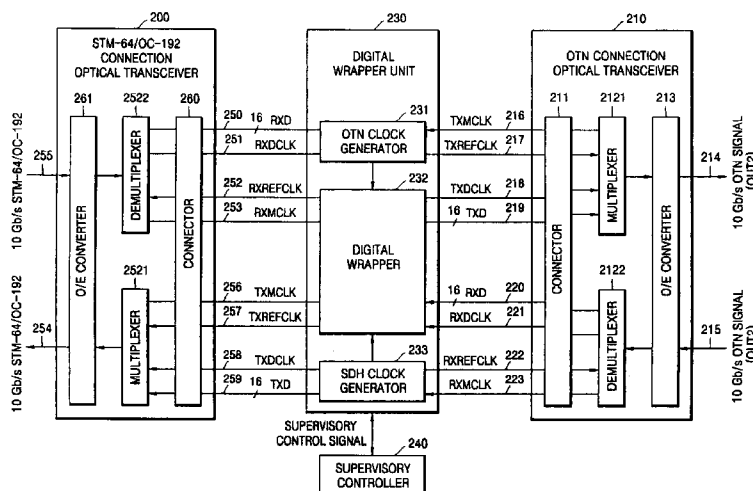 200
STM-64/OC-192
CONNECTION
OPTICAL TRANSCEIVER
261
2522
260
O/E CONVERTER
DEMULTIPLEXER
CONNECTOR
2521
MULTIPLEXER
255
10 Gb/s STM-64/OC-192
254
10 Gb/s STM-64/OC-192
250
16
RXD
251
RXDCLK
252
RXREFCLK
253
RXMCLK
256
TXMCLK
257
TXREFCLK
258
TXDCLK
259
16
TXD
230
DIGITAL
WRAPPER UNIT
231
OTN CLOCK
GENERATOR
232
DIGITAL
WRAPPER
233
SDH CLOCK
GENERATOR
SUPERVISORY
CONTROL SIGNAL
240
SUPERVISORY
CONTROLLER
TXMCLK
216
TXREFCLK
217
TXDCLK
218
16
TXD
219
16
RXD
220
RXDCLK
221
RXREFCLK
222
RXMCLK
223
210
OTN CONNECTION
OPTICAL TRANSCEIVER
211
2121
213
CONNECTOR
MULTIPLEXER
O/E CONVERTER
2122
DEMULTIPLEXER
214
10 Gb/s OTN SIGNAL
(OUT2)
215
10 Gb/s OTN SIGNAL
(OUT2)